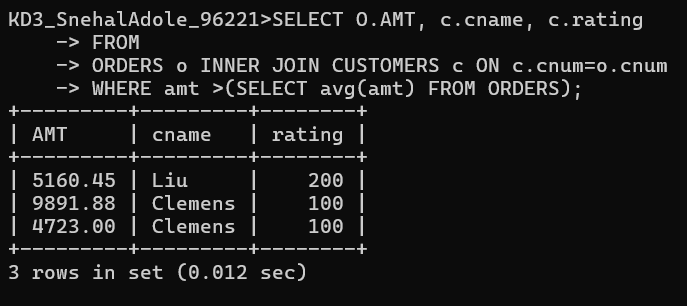 KD3_SnehalAdole_96221>SELECT O.AMT, c.cname, c.rating
    -> FROM
    -> ORDERS o INNER JOIN CUSTOMERS c ON c.cnum=o.cnum
    -> WHERE amt >(SELECT avg(amt) FROM ORDERS);
+---------+---------+--------+
| AMT     | cname   | rating |
+---------+---------+--------+
| 5160.45 | Liu     |    200 |
| 9891.88 | Clemens |    100 |
| 4723.00 | Clemens |    100 |
+---------+---------+--------+
3 rows in set (0.012 sec)